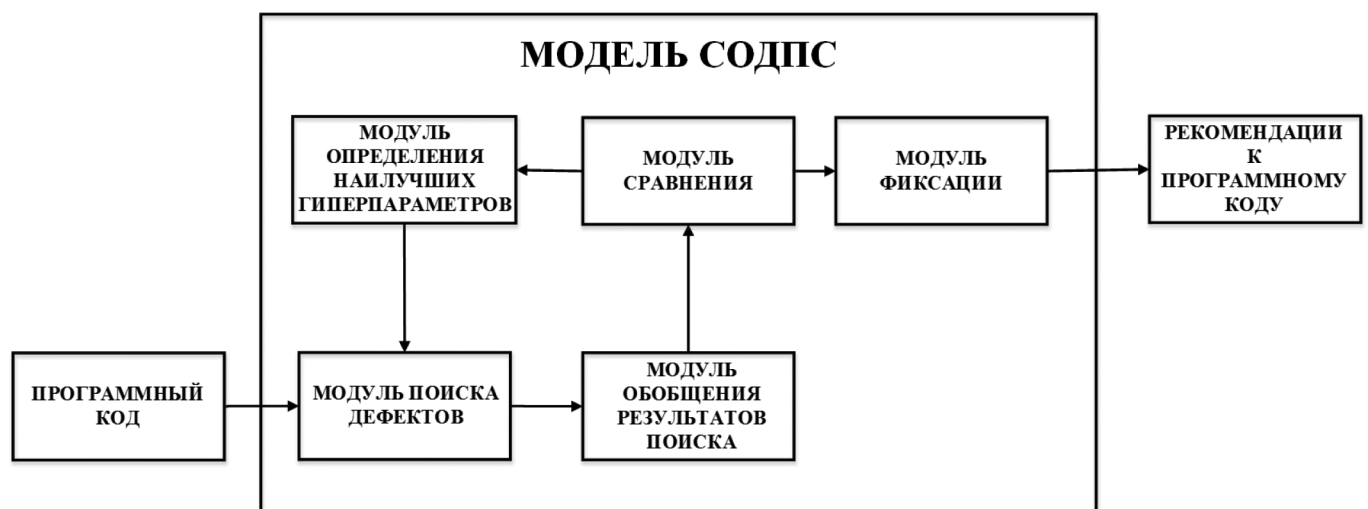 МОДЕЛЬ СОДПС
МОДУЛЬ
ОПРЕДЕЛЕНИЯ
НАИЛУЧШИХ
ГИПЕРПАРАМЕТРОВ
МОДУЛЬ
СРАВНЕНИЯ
МОДУЛЬ
ФИКСАЦИИ
РЕКОМЕНДАЦИИ
К
ПРОГРАММНОМУ
КОДУ
ПРОГРАММНЫЙ
КОД
МОДУЛЬ ПОИСКА
ДЕФЕКТОВ
МОДУЛЬ
ОБОБЩЕНИЯ
РЕЗУЛЬТАТОВ
ПОИСКА